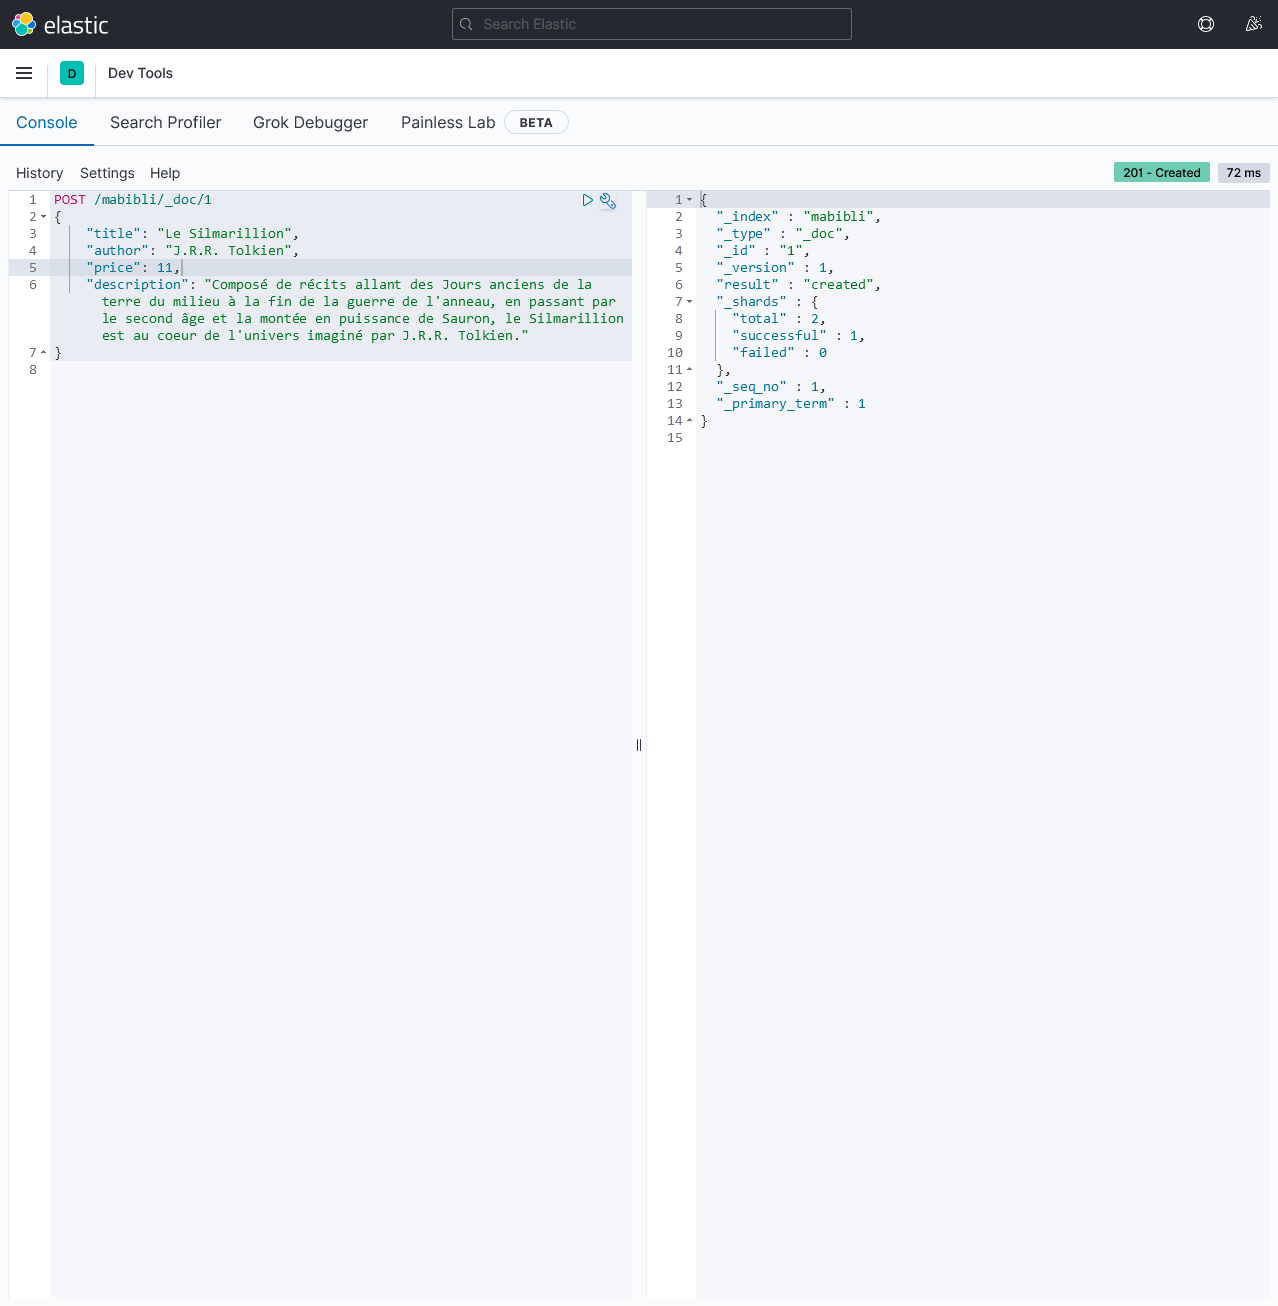 elastic
Search Elastic
D
Dev Tools
Console
Search Profiler
Grok Debugger
Painless Lab
BETA
History
Settings
Help
201 - Created
72 ms
1 POST /mabibli/_doc/1
2 {
3 "title": "Le Silmarillion",
4 "author": "J.R.R. Tolkien",
5 "price": 11,
6 "description": "Composé de récits allant des Jours anciens de la
terre du milieu à la fin de la guerre de l'anneau, en passant par
le second âge et la montée en puissance de Sauron, le Silmarillion
est au coeur de l'univers imaginé par J.R.R. Tolkien."
7 }
8
1 {
2 "_index" : "mabibli",
3 "_type" : "_doc",
4 "_id" : "1",
5 "_version" : 1,
6 "result" : "created",
7 "_shards" : {
8 "total" : 2,
9 "successful" : 1,
10 "failed" : 0
11 },
12 "_seq_no" : 1,
13 "_primary_term" : 1
14 }
15